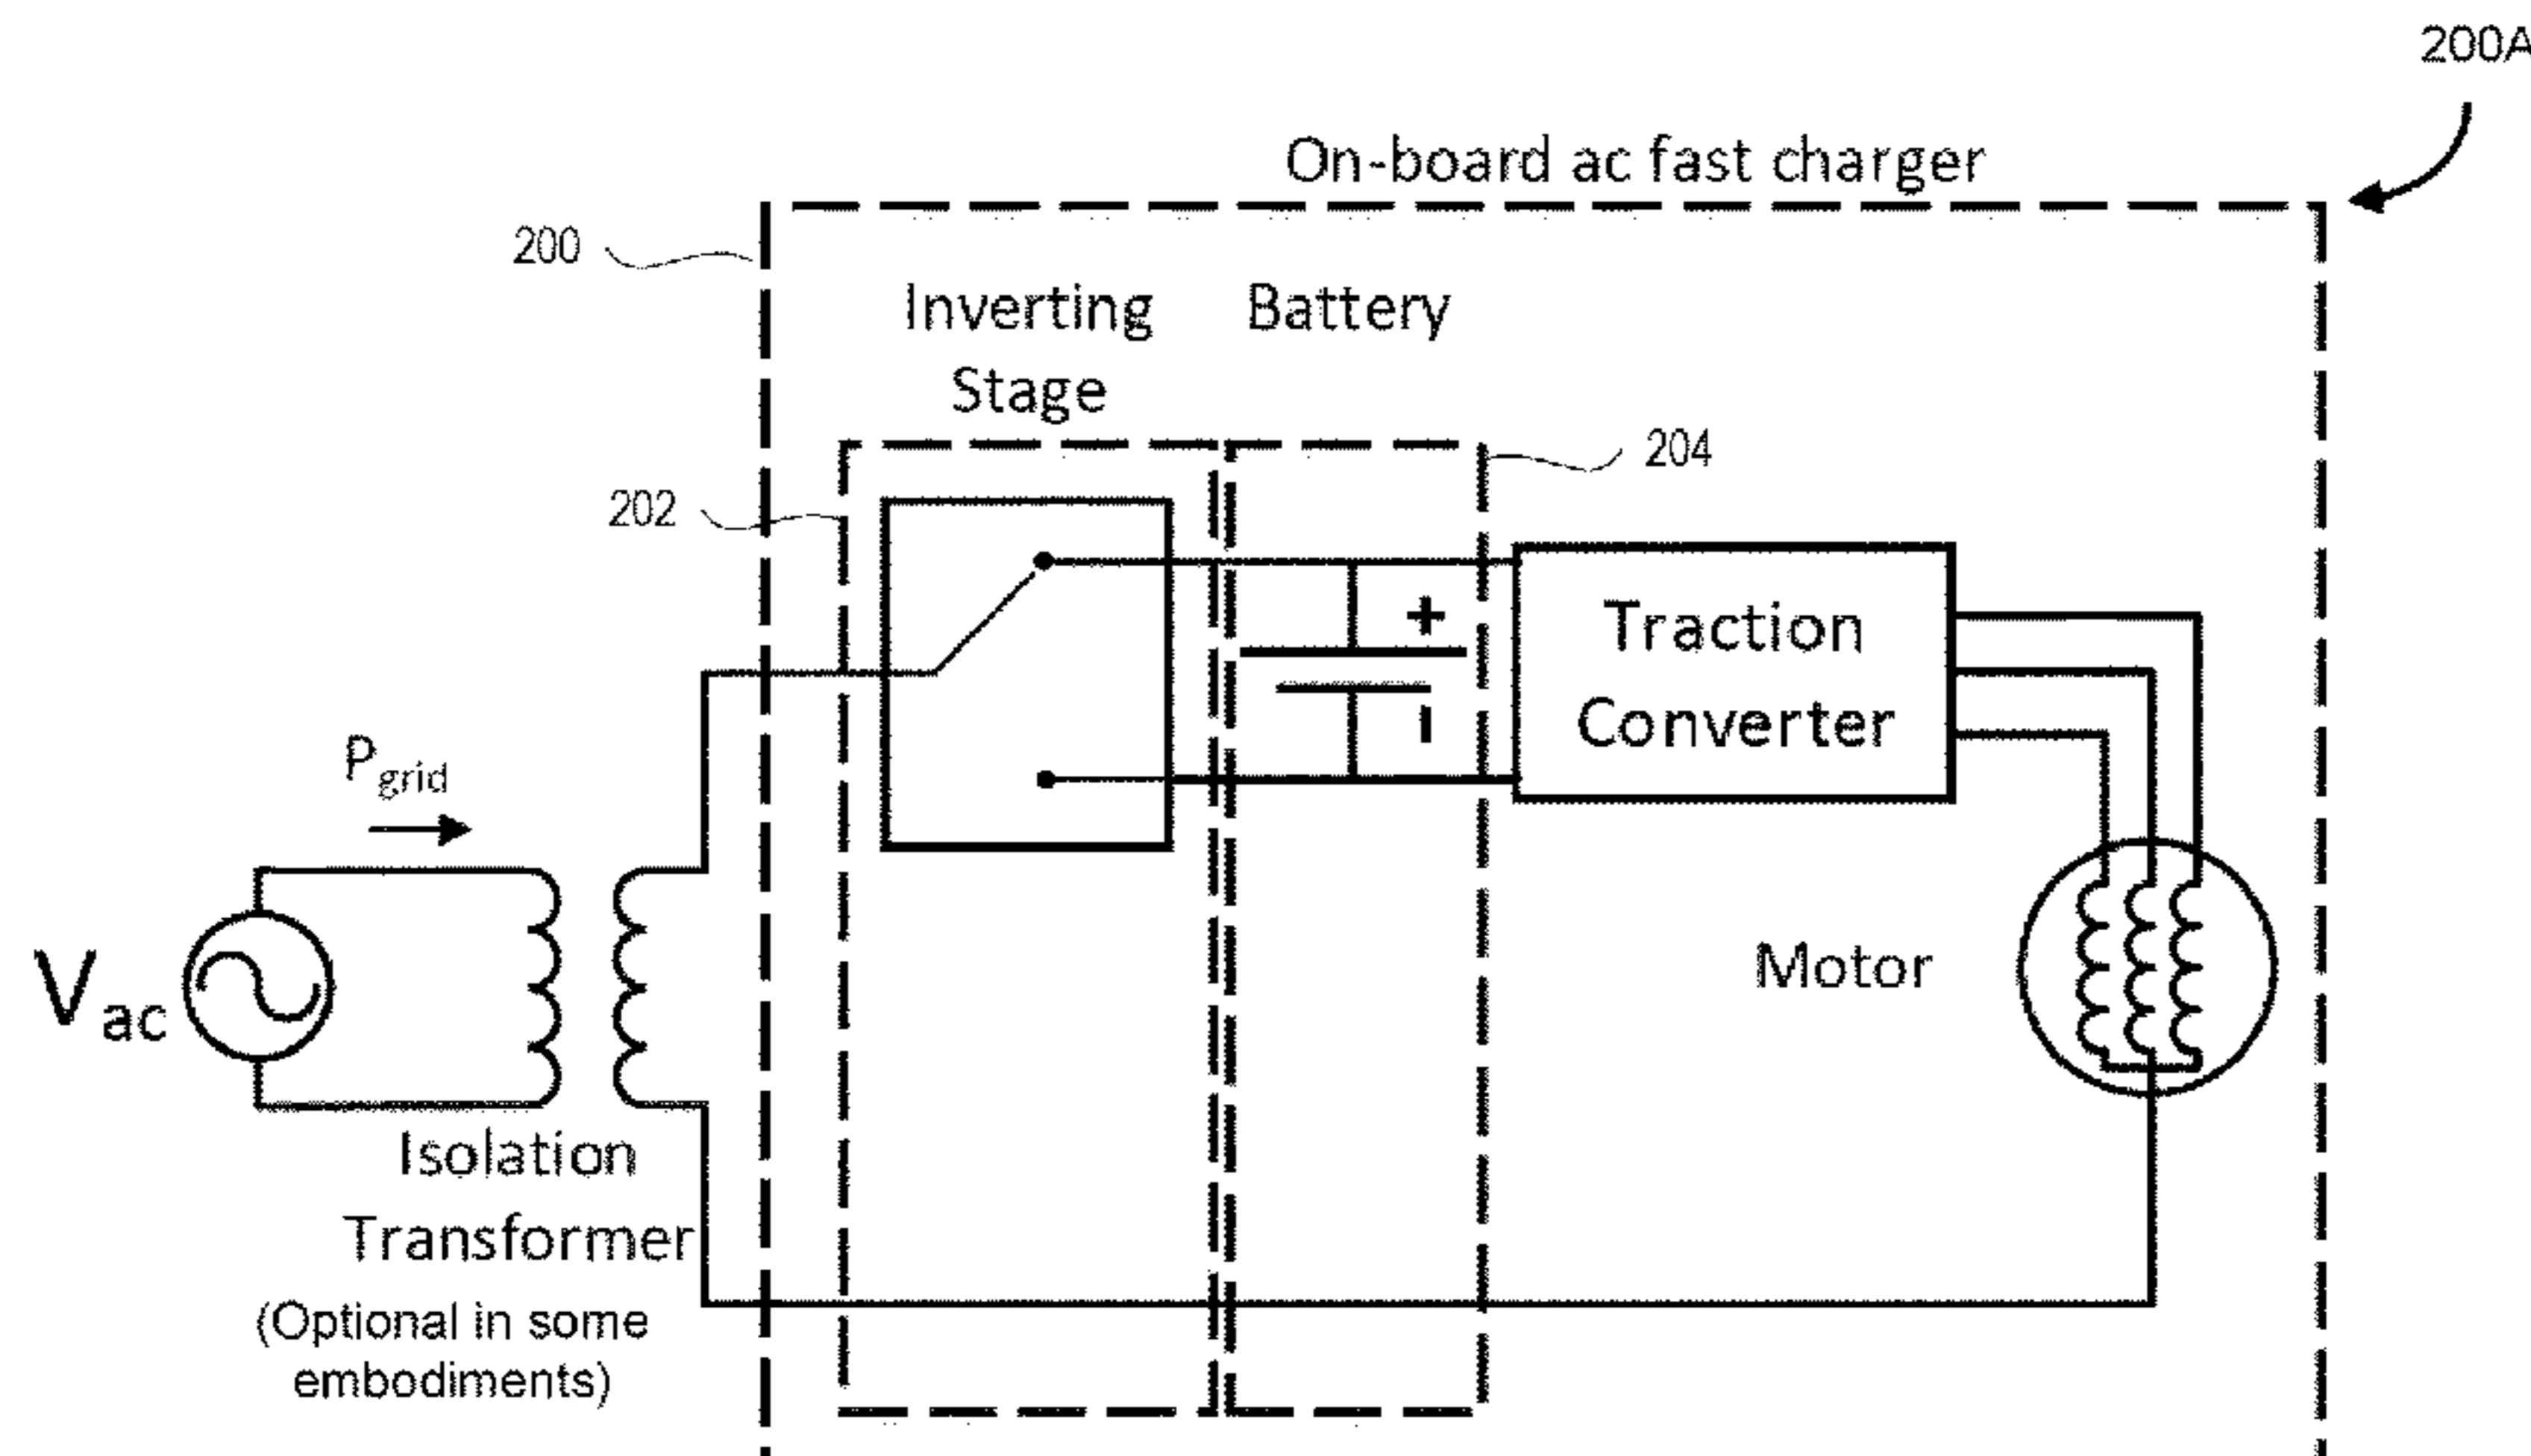 200A
On-board ac fast charger
200
Inverting
Stage
Battery
204
202
+
-
Traction
Converter
Pgrid
Vac
Motor
Isolation
Transformer
(Optional in some
embodiments)